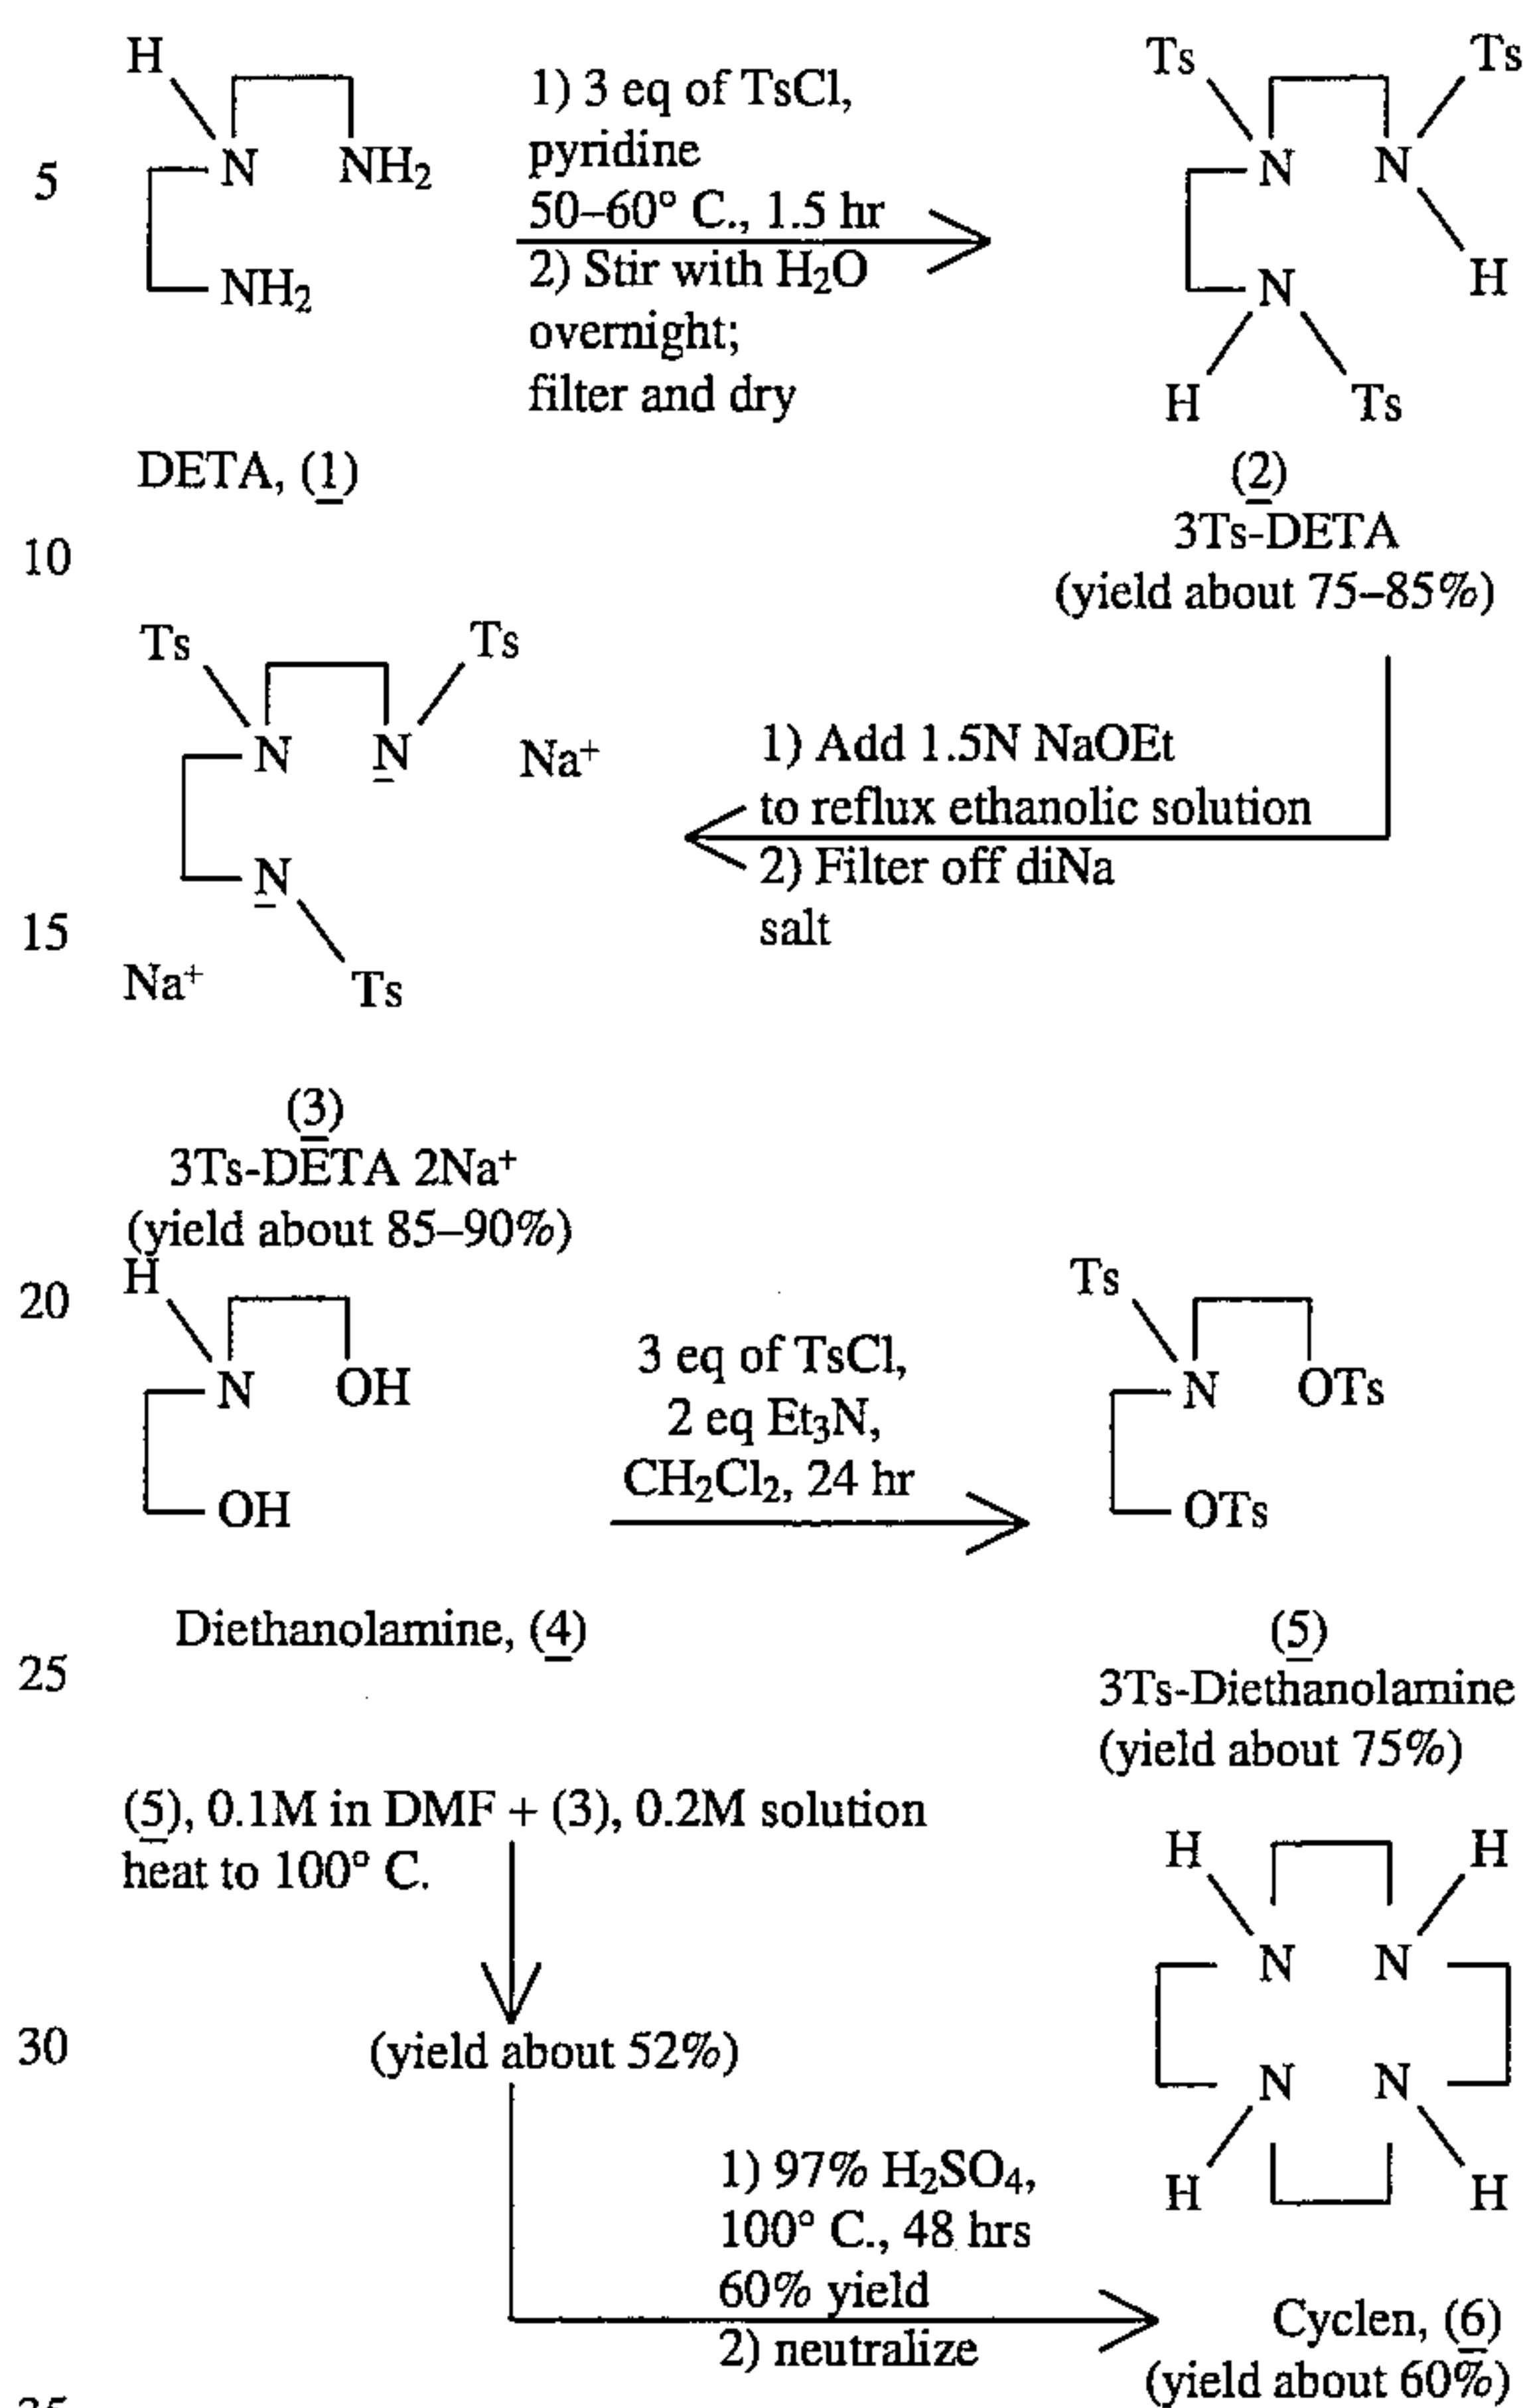 H
N
NH₂
NH₂
5
1) 3 eq of TsCl,
pyridine
50–60° C., 1.5 hr
2) Stir with H₂O
overnight;
filter and dry
Ts
Ts
N
N
N
H
H
Ts
DETA, (1)
(2)
3Ts-DETA
(yield about 75–85%)
10
Ts
Ts
N
N
Na⁺
N
Na⁺
Ts
15
1) Add 1.5N NaOEt
to reflux ethanolic solution
2) Filter off diNa
salt
(3)
3Ts-DETA 2Na⁺
(yield about 85–90%)
20
H
N
OH
OH
3 eq of TsCl,
2 eq Et₃N,
CH₂Cl₂, 24 hr
Ts
N
OTs
OTs
Diethanolamine, (4)
25
(5)
3Ts-Diethanolamine
(yield about 75%)
(5), 0.1M in DMF + (3), 0.2M solution
heat to 100° C.
30
(yield about 52%)
1) 97% H₂SO₄,
100° C., 48 hrs
60% yield
2) neutralize
H
H
N
N
N
N
H
H
Cyclen, (6)
(yield about 60%)
35